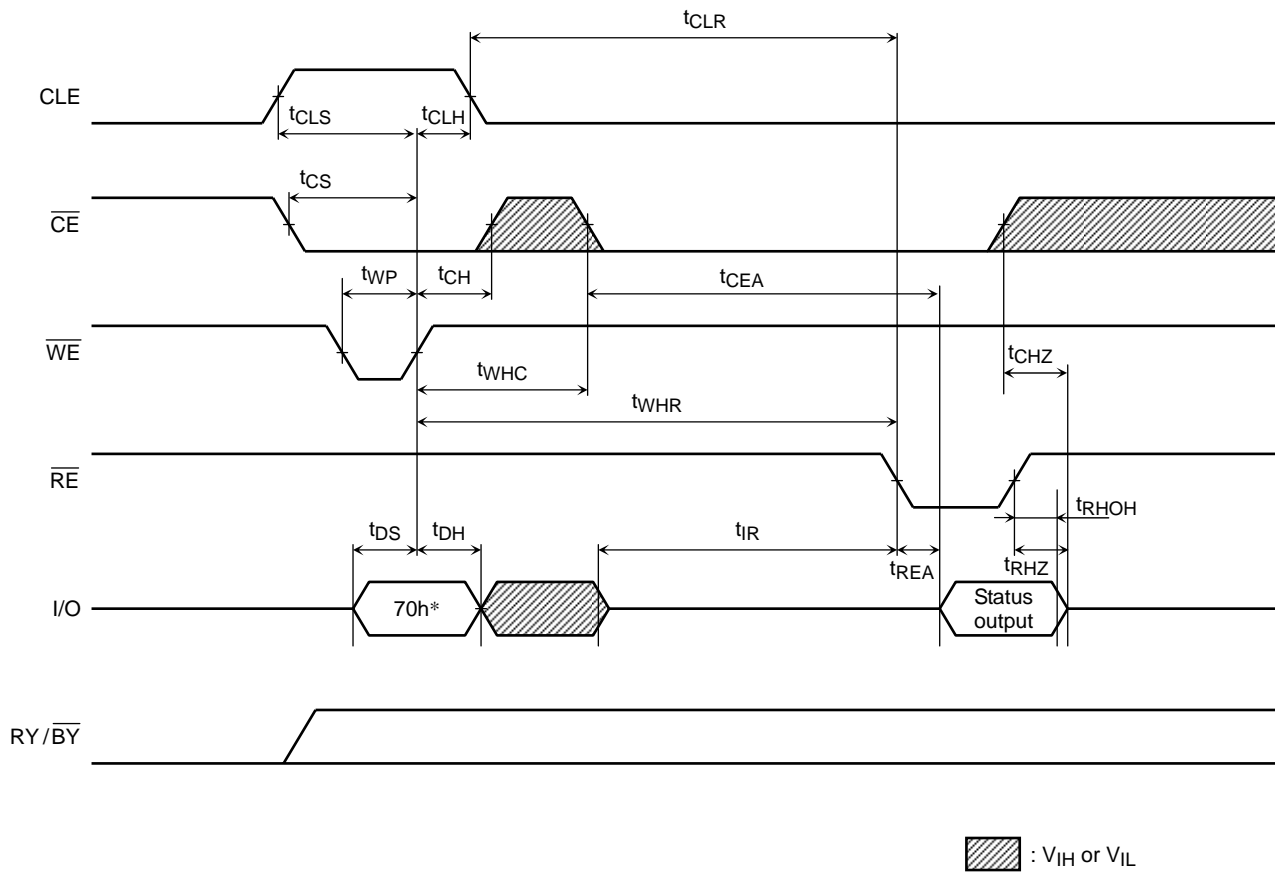 tCLR
CLE
tCLS
tCLH
tCS
CE
tWP
tCH
tCEA
WE
tCHZ
tWHC
tWHR
RE
tRHOH
tDS
tDH
tIR
tREA
tRHZ
I/O
70h*
Status
output
RY/BY
: VIH or VIL